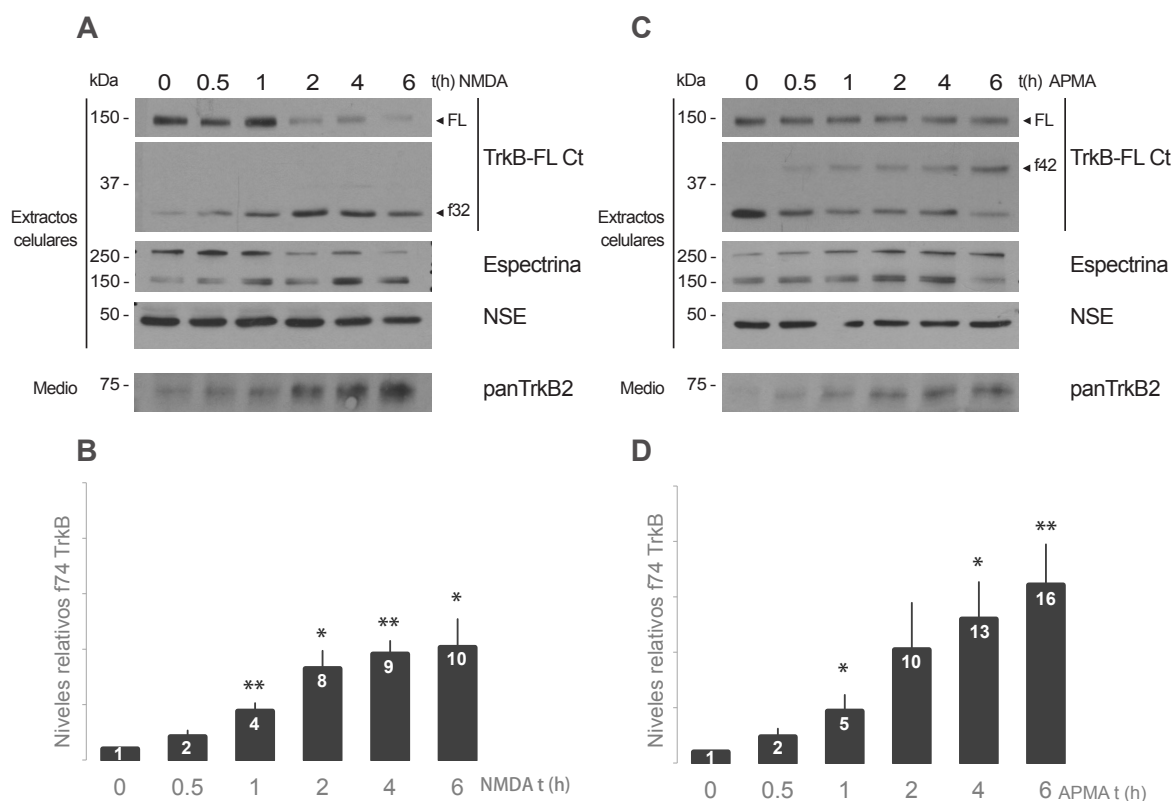 A
kDa 0 0.5 1 2 4 6 t(h) NMDA
150 - ◂ FL
37 -
◂ f32
TrkB-FL Ct
Extractos
celulares
250 -
150 -
Espectrina
50 -
NSE
Medio
75 -
panTrkB2
C
kDa 0 0.5 1 2 4 6 t(h) APMA
150 - ◂ FL
◂ f42
37 -
TrkB-FL Ct
Extractos
celulares
250 -
150 -
Espectrina
50 -
NSE
Medio
75 -
panTrkB2
B
Niveles relativos f74 TrkB
** * ** *
1 2 4 8 9 10
0 0.5 1 2 4 6 NMDA t (h)
D
Niveles relativos f74 TrkB
* * **
1 2 5 10 13 16
0 0.5 1 2 4 6 APMA t (h)